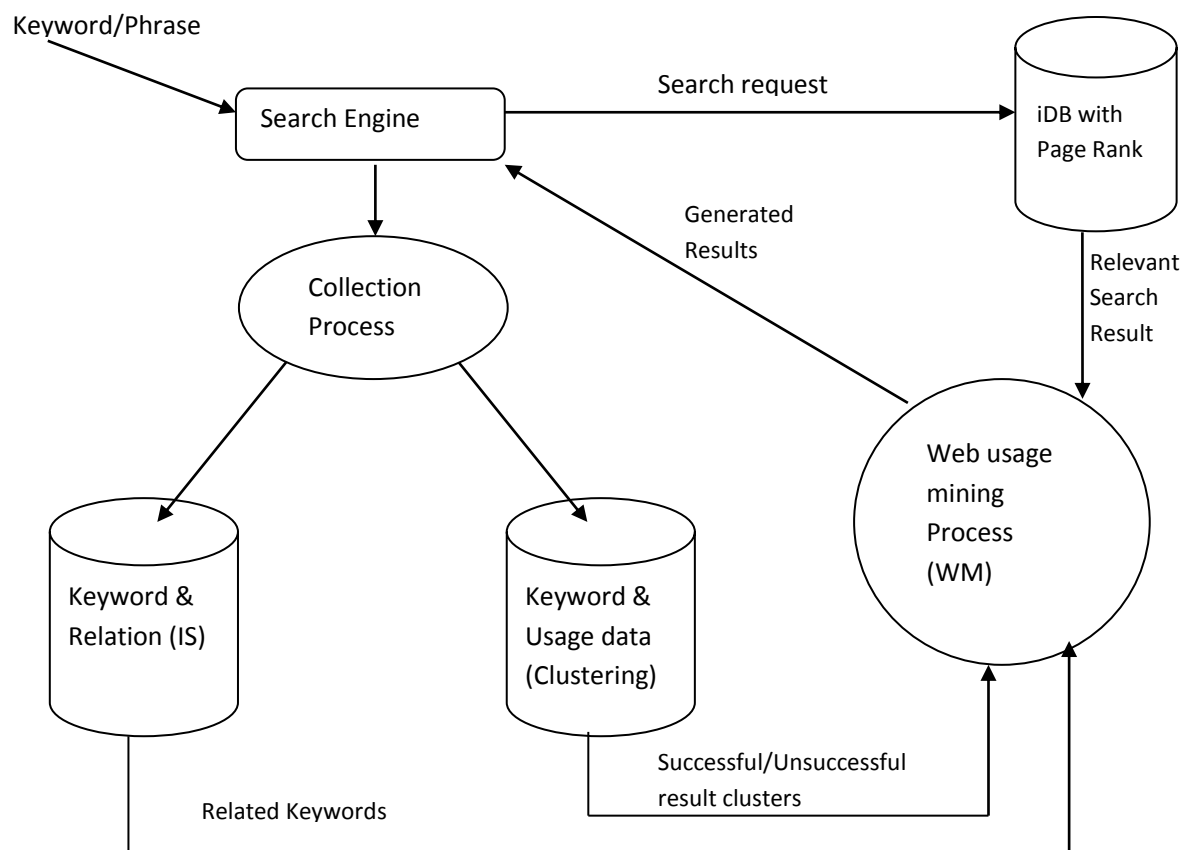 Keyword/Phrase
Search Engine
Search request
iDB with
Page Rank
Generated
Results
Relevant
Search
Result
Collection
Process
Web usage
mining
Process
(WM)
Keyword &
Relation (IS)
Keyword &
Usage data
(Clustering)
Successful/Unsuccessful
result clusters
Related Keywords